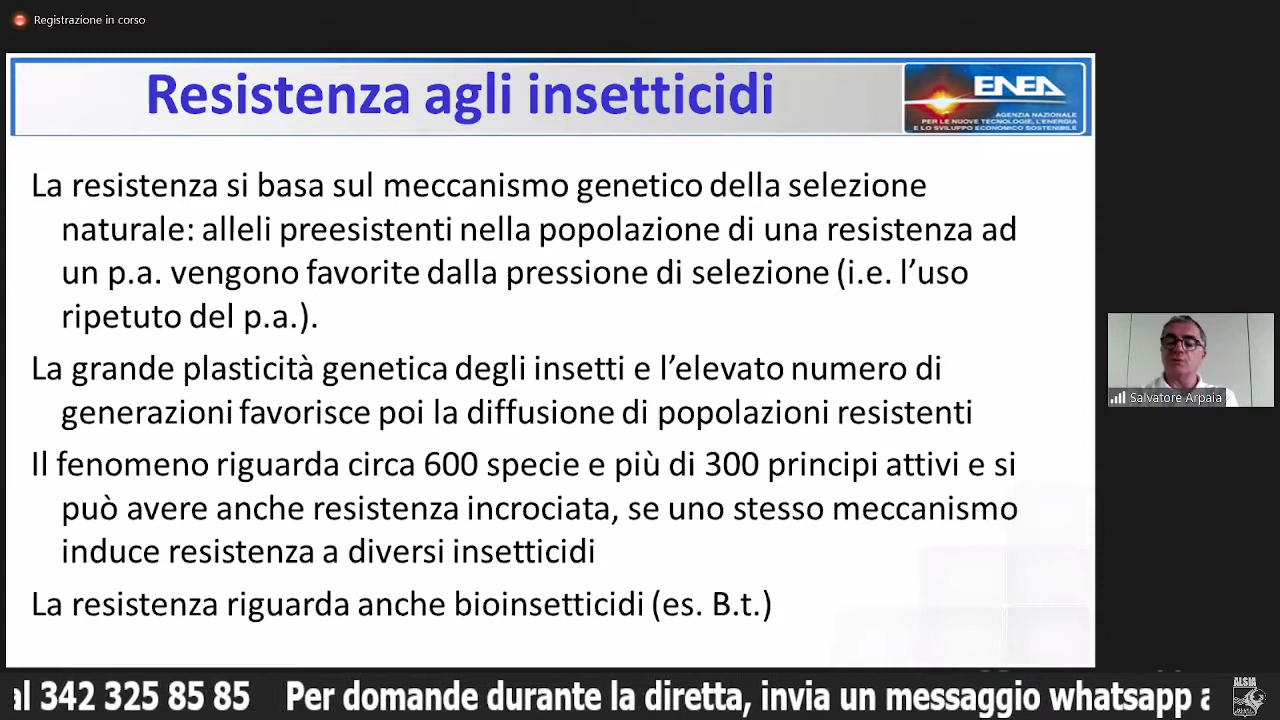 Registrazione in corso
Resistenza agli insetticidi
ENEA
AGENZIA NAZIONALE
PER LE NUOVE TECNOLOGIE, L'ENERGIA
E LO SVILUPPO ECONOMICO SOSTENIBILE
La resistenza si basa sul meccanismo genetico della selezione
naturale: alleli preesistenti nella popolazione di una resistenza ad
un p.a. vengono favorite dalla pressione di selezione (i.e. l’uso
ripetuto del p.a.).
La grande plasticità genetica degli insetti e l’elevato numero di
generazioni favorisce poi la diffusione di popolazioni resistenti
Il fenomeno riguarda circa 600 specie e più di 300 principi attivi e si
può avere anche resistenza incrociata, se uno stesso meccanismo
induce resistenza a diversi insetticidi
La resistenza riguarda anche bioinsetticidi (es. B.t.)
Salvatore Arpaia
al 342 325 85 85 Per domande durante la diretta, invia un messaggio whatsapp a
ALSIA